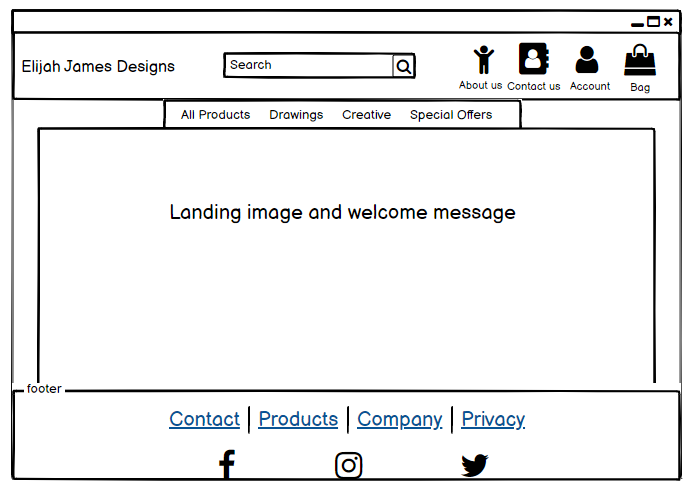 Elijah James Designs
Search
About us
Contact us
Account
Bag
All Products Drawings Creative Special Offers
Landing image and welcome message
footer
Contact | Products | Company | Privacy